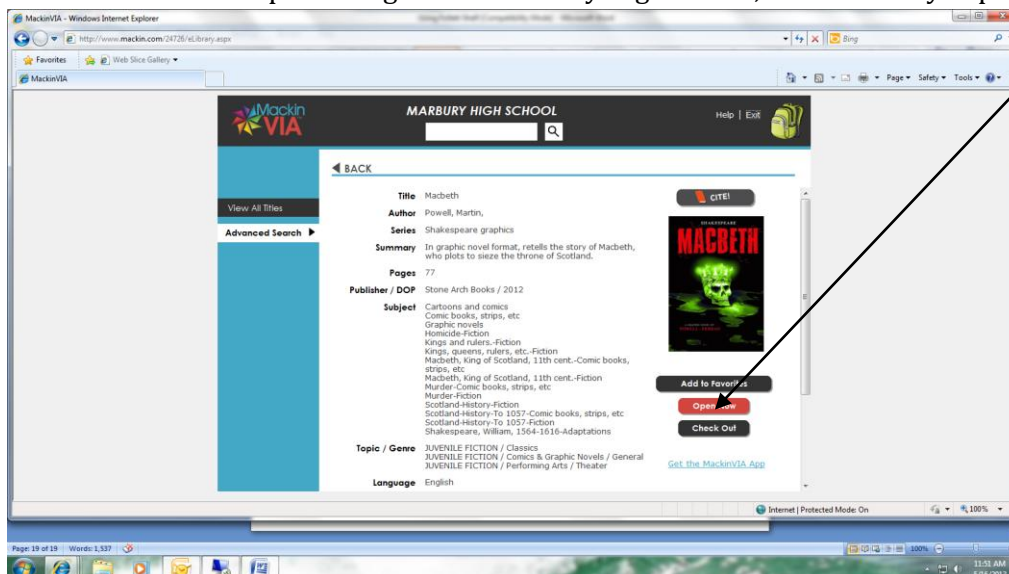 MackinVIA - Windows Internet Explorer
http://www.mackin.com/24726/eLibrary.aspx
Bing
Favorites
Web Slice Gallery
MackinVIA
Page
Safety
Tools
Mackin
VIA
MARBURY HIGH SCHOOL
Help | Exit
BACK
View All Titles
Advanced Search
Title Macbeth
Author Powell, Martin,
Series Shakespeare graphics
Summary In graphic novel format, retells the story of Macbeth,
who plots to sieze the throne of Scotland.
Pages 77
Publisher / DOP Stone Arch Books / 2012
Subject Cartoons and comics
Comic books, strips, etc
Graphic novels
Homicide-Fiction
Kings and rulers.-Fiction
Kings, queens, rulers, etc.-Fiction
Macbeth, King of Scotland, 11th cent.-Comic books,
strips, etc
Macbeth, King of Scotland, 11th cent.-Fiction
Murder-Comic books, strips, etc
Murder-Fiction
Scotland-History-Fiction
Scotland-History-To 1057-Comic books, strips, etc
Scotland-History-To 1057-Fiction
Shakespeare, William, 1564-1616-Adaptations
Topic / Genre JUVENILE FICTION / Classics
JUVENILE FICTION / Comics & Graphic Novels / General
JUVENILE FICTION / Performing Arts / Theater
Language English
CITE!
SHAKESPEARE
MACBETH
Add to Favorites
Open Now
Check Out
Get the MackinVIA App
Internet | Protected Mode: On
100%
Page: 19 of 19
Words: 1,537
100%
11:51 AM